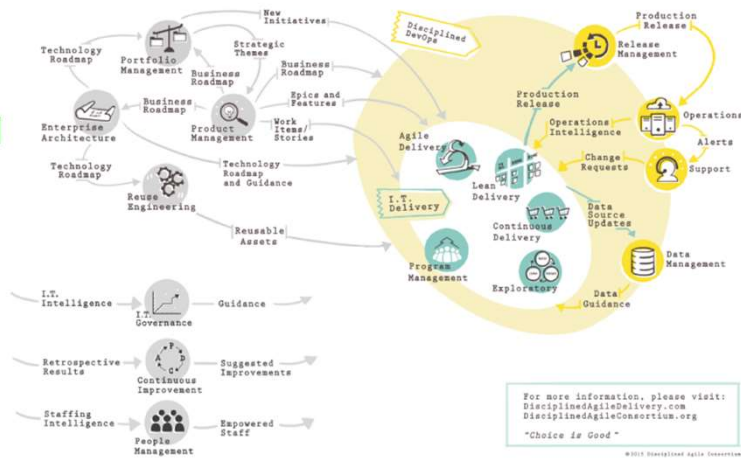 New
Initiatives
Technology
Roadmap
Portfolio
Management
Strategic
Themes
Business
Roadmap
Business
Roadmap
Business
Roadmap
Enterprise
Architecture
Product
Management
Epics and
Features
Work
Items/
Stories
Technology
Roadmap
Technology
Roadmap
and Guidance
Reuse
Engineering
Reusable
Assets
Disciplined
DevOps
Production
Release
Release
Management
Production
Release
Operations
Intelligence
Operations
Alerts
Change
Requests
Support
Agile
Delivery
Lean
Delivery
I.T.
Delivery
Continuous
Delivery
Data
Source
Updates
Program
Management
Exploratory
Data
Management
Data
Guidance
I.T.
Intelligence
I.T.
Governance
Guidance
Retrospective
Results
A P D C
Continuous
Improvement
Suggested
Improvements
Staffing
Intelligence
People
Management
Empowered
Staff
For more information, please visit:
DisciplinedAgileDelivery.com
DisciplinedAgileConsortium.org
"Choice is Good"
Disciplined Agile Consortium